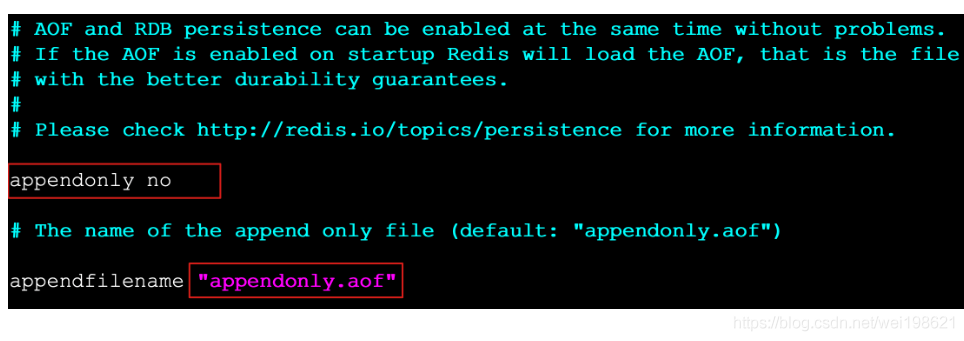 # AOF and RDB persistence can be enabled at the same time without problems.
# If the AOF is enabled on startup Redis will load the AOF, that is the file
# with the better durability guarantees.
#
# Please check http://redis.io/topics/persistence for more information.
appendonly no
# The name of the append only file (default: "appendonly.aof")
appendfilename "appendonly.aof"
https://blog.csdn.net/wei198621